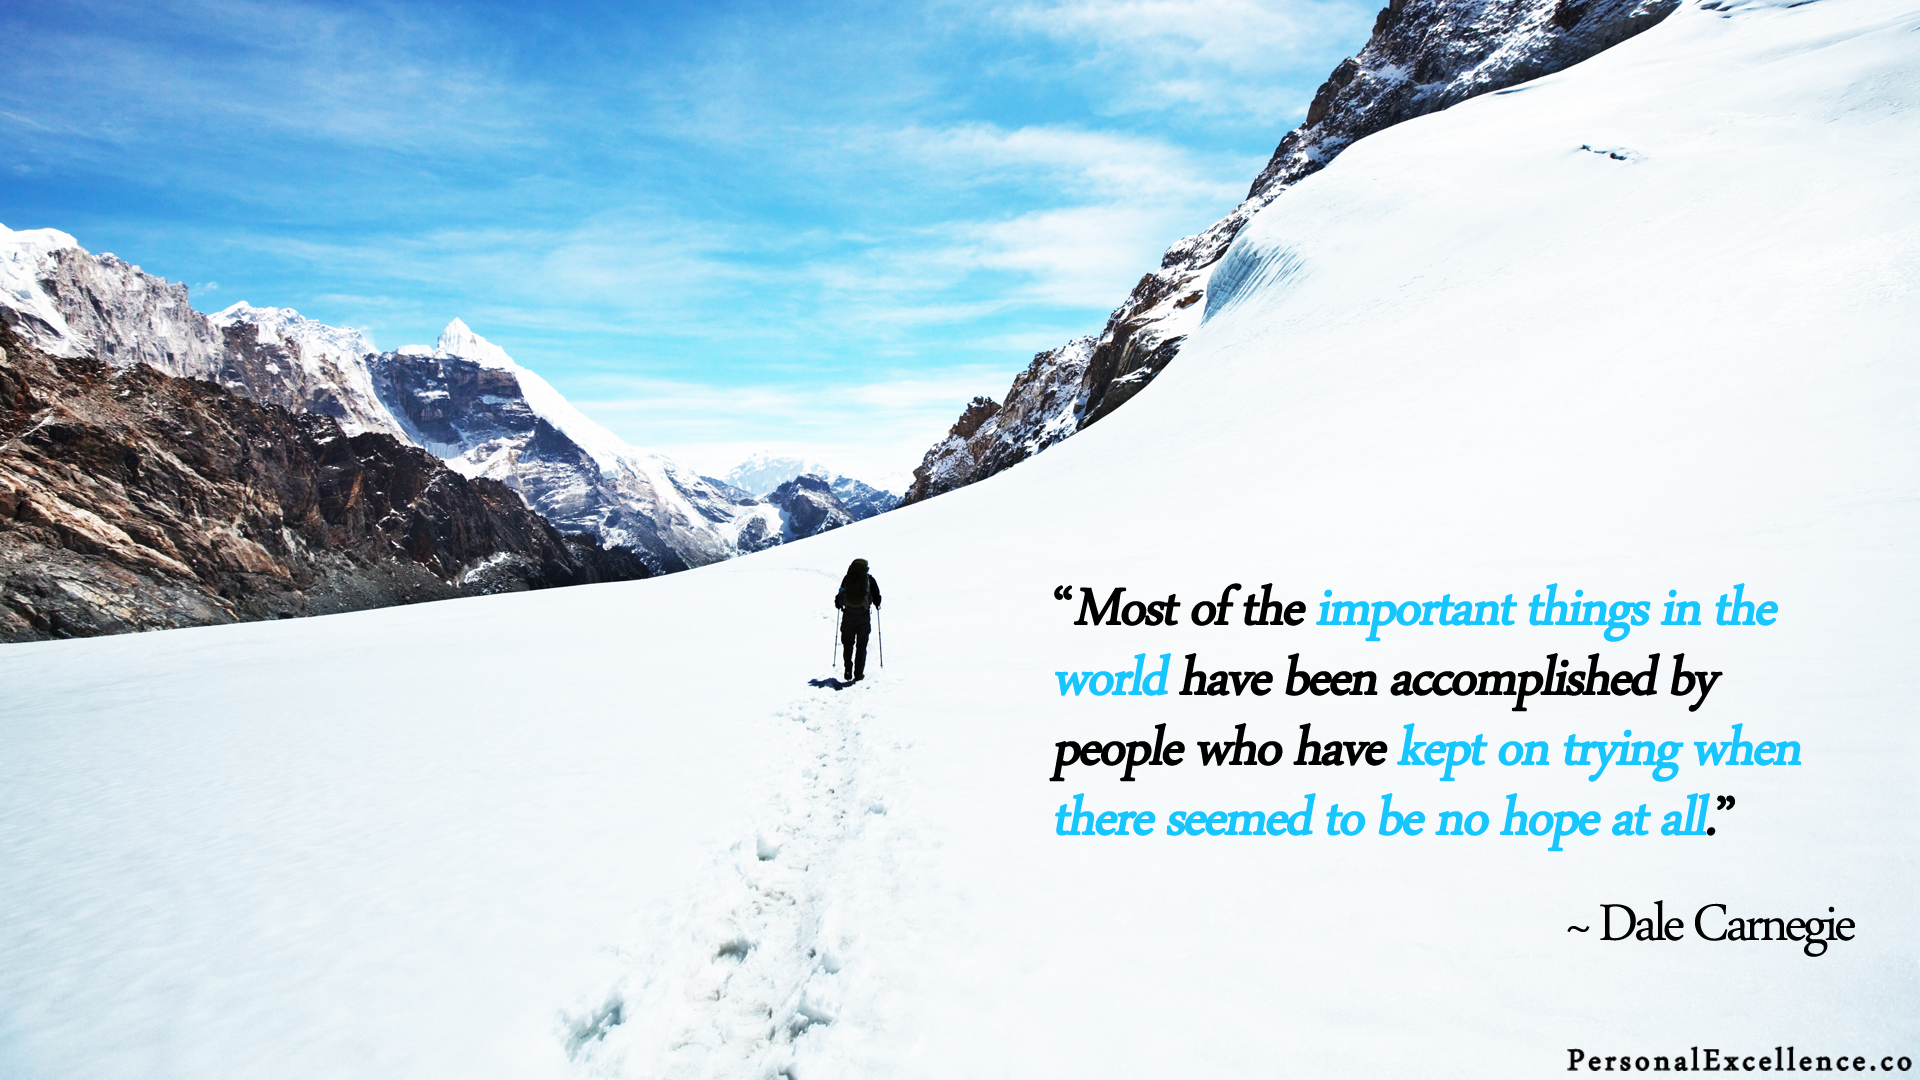 “Most of the important things in the
world have been accomplished by
people who have kept on trying when
there seemed to be no hope at all.”
~ Dale Carnegie
PersonalExcellence.co